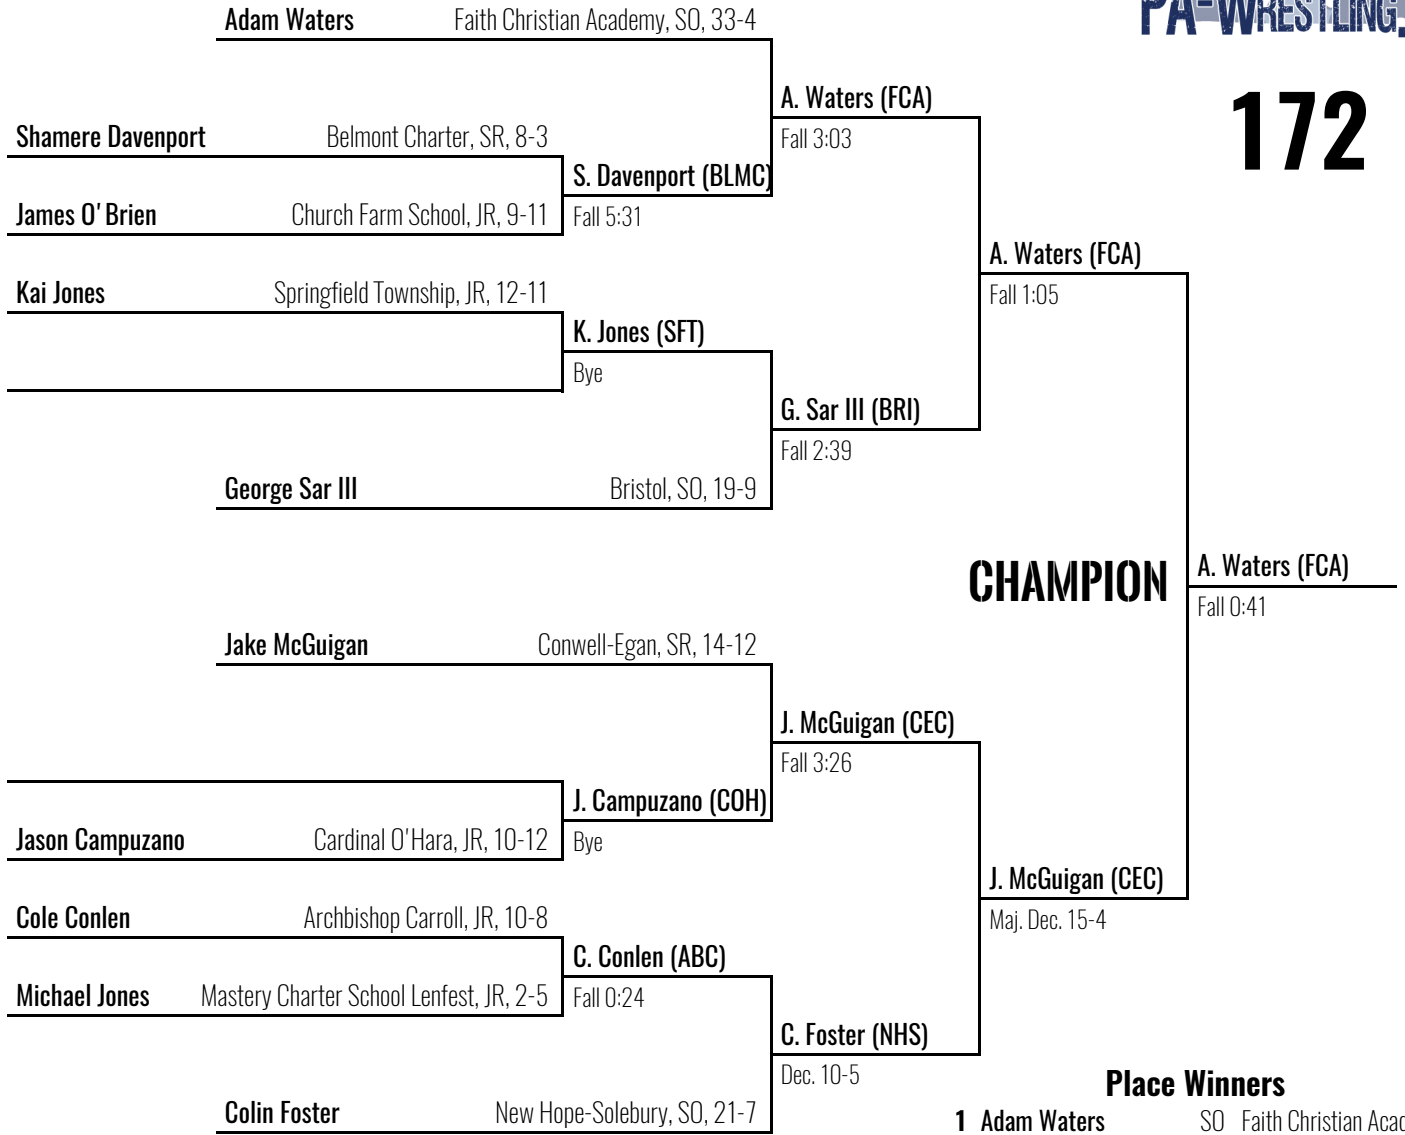 PA-WRESTLING.
172
Adam Waters Faith Christian Academy, SO, 33-4
A. Waters (FCA)
Fall 3:03
Shamere Davenport Belmont Charter, SR, 8-3
S. Davenport (BLMC)
Fall 5:31
James O'Brien Church Farm School, JR, 9-11
A. Waters (FCA)
Fall 1:05
Kai Jones Springfield Township, JR, 12-11
K. Jones (SFT)
Bye
G. Sar III (BRI)
Fall 2:39
George Sar III Bristol, SO, 19-9
CHAMPION
A. Waters (FCA)
Fall 0:41
Jake McGuigan Conwell-Egan, SR, 14-12
J. McGuigan (CEC)
Fall 3:26
J. Campuzano (COH)
Bye
Jason Campuzano Cardinal O'Hara, JR, 10-12
J. McGuigan (CEC)
Maj. Dec. 15-4
Cole Conlen Archbishop Carroll, JR, 10-8
C. Conlen (ABC)
Fall 0:24
Michael Jones Mastery Charter School Lenfest, JR, 2-5
C. Foster (NHS)
Dec. 10-5
Colin Foster New Hope-Solebury, SO, 21-7
Place Winners
1 Adam Waters SO Faith Christian Acad